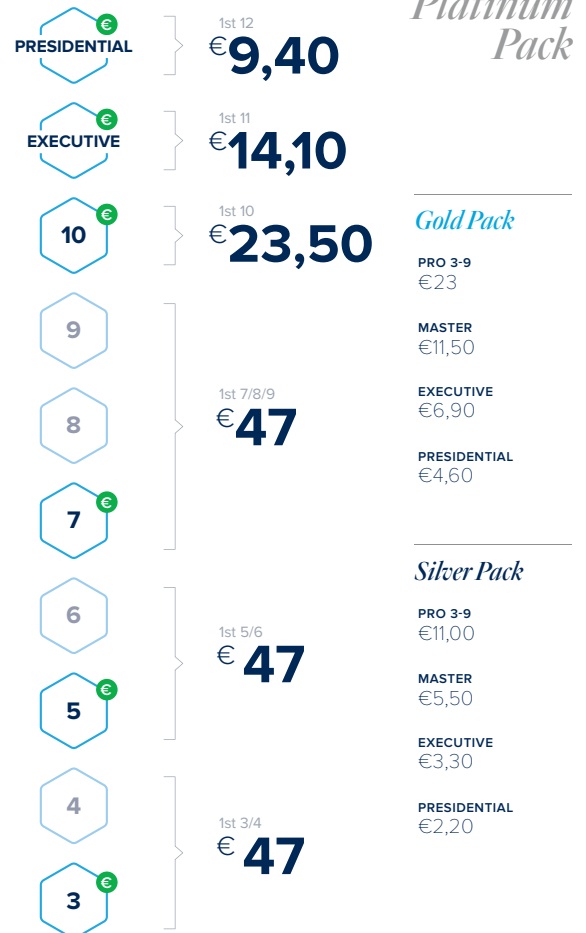 Platinum
Pack
PRESIDENTIAL
€
1st 12
€9,40
EXECUTIVE
€
1st 11
€14,10
10
€
1st 10
€23,50
9
8
7
€
1st 7/8/9
€47
6
5
€
1st 5/6
€ 47
4
3
€
1st 3/4
€ 47
Gold Pack
PRO 3-9
€23
MASTER
€11,50
EXECUTIVE
€6,90
PRESIDENTIAL
€4,60
Silver Pack
PRO 3-9
€11,00
MASTER
€5,50
EXECUTIVE
€3,30
PRESIDENTIAL
€2,20